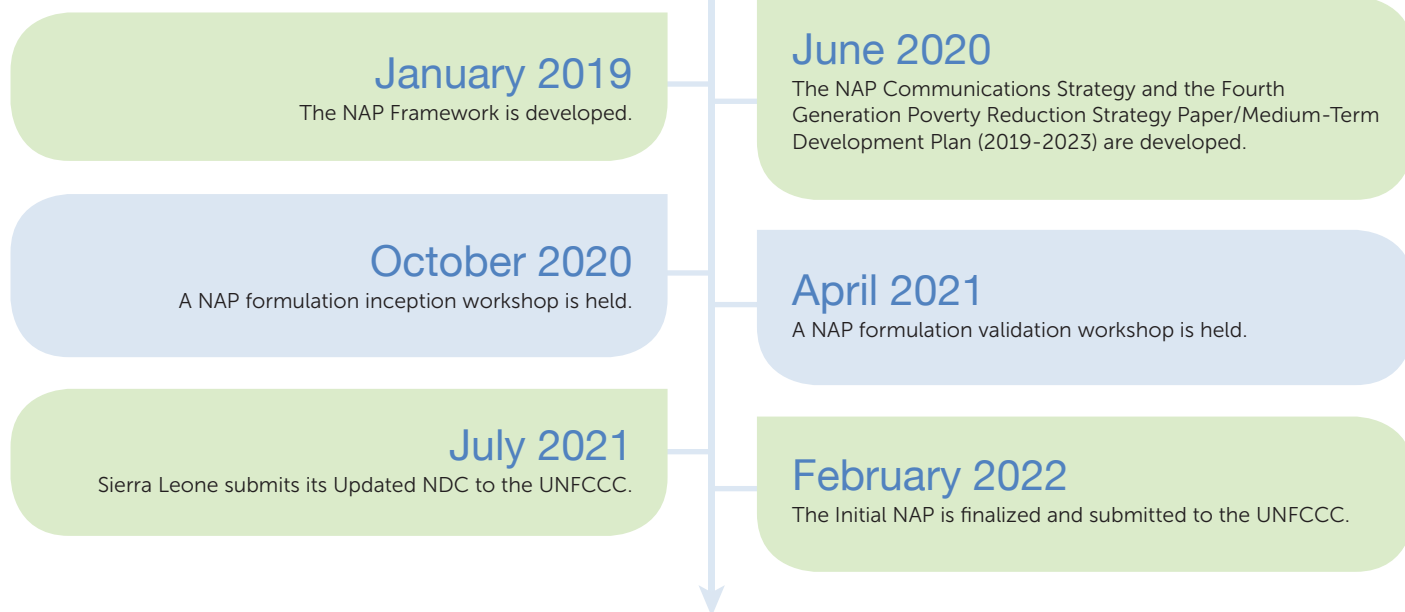 January 2019
The NAP Framework is developed.
June 2020
The NAP Communications Strategy and the Fourth
Generation Poverty Reduction Strategy Paper/Medium-Term
Development Plan (2019-2023) are developed.
October 2020
A NAP formulation inception workshop is held.
April 2021
A NAP formulation validation workshop is held.
July 2021
Sierra Leone submits its Updated NDC to the UNFCCC.
February 2022
The Initial NAP is finalized and submitted to the UNFCCC.